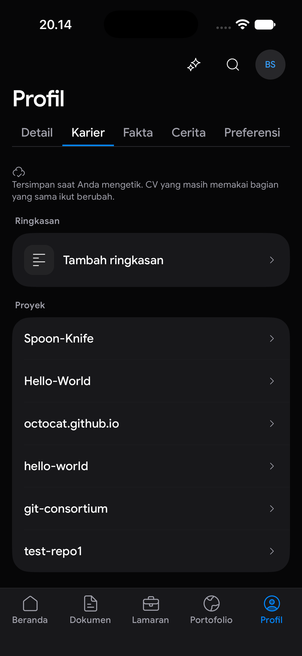 20.14
BS
Profil
Detail Karier Fakta Cerita Preferensi
Tersimpan saat Anda mengetik. CV yang masih memakai bagian
yang sama ikut berubah.
Ringkasan
Tambah ringkasan
Proyek
Spoon-Knife
Hello-World
octocat.github.io
hello-world
git-consortium
test-repo1
Beranda Dokumen Lamaran Portofolio Profil